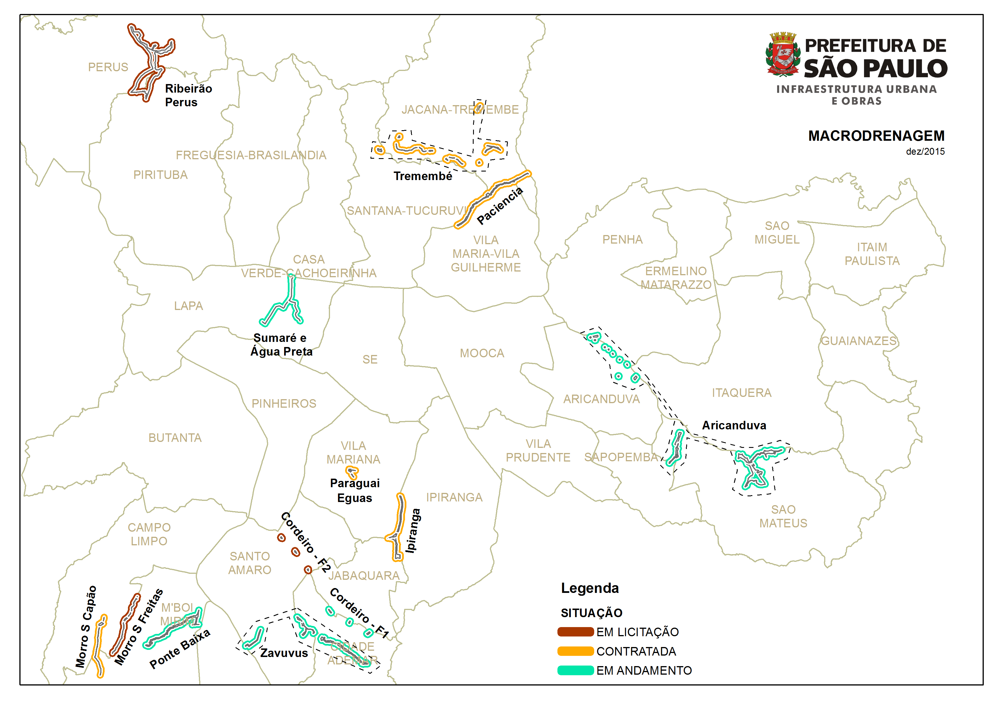 PREFEITURA DE
SÃO PAULO
INFRAESTRUTURA URBANA
E OBRAS
MACRODRENAGEM
dez/2015
PERUS
Ribeirão
Perus
JACANA-TREMEMBE
FREGUESIA-BRASILANDIA
PIRITUBA
Tremembé
SANTANA-TUCURUVI
Paciencia
VILA
MARIA-VILA
GUILHERME
PENHA
SAO
MIGUEL
ITAIM
PAULISTA
CASA
VERDE-CACHOEIRINHA
ERMELINO
MATARAZZO
LAPA
Sumaré e
Água Preta
SE
MOOCA
GUAIANAZES
PINHEIROS
ARICANDUVA
ITAQUERA
Aricanduva
BUTANTA
VILA
MARIANA
Paraguai
Eguas
VILA
PRUDENTE
SAPOPEMBA
IPIRANGA
Ipiranga
SAO
MATEUS
CAMPO
LIMPO
Cordeiro - F2
SANTO
AMARO
JABAQUARA
Cordeiro - F1
Morro S Capão
Morro S Freitas
M'BOI
MIRIM
Ponte Baixa
Zavuvus
CIDADE
ADEMAR
Legenda
SITUAÇÃO
EM LICITAÇÃO
CONTRATADA
EM ANDAMENTO